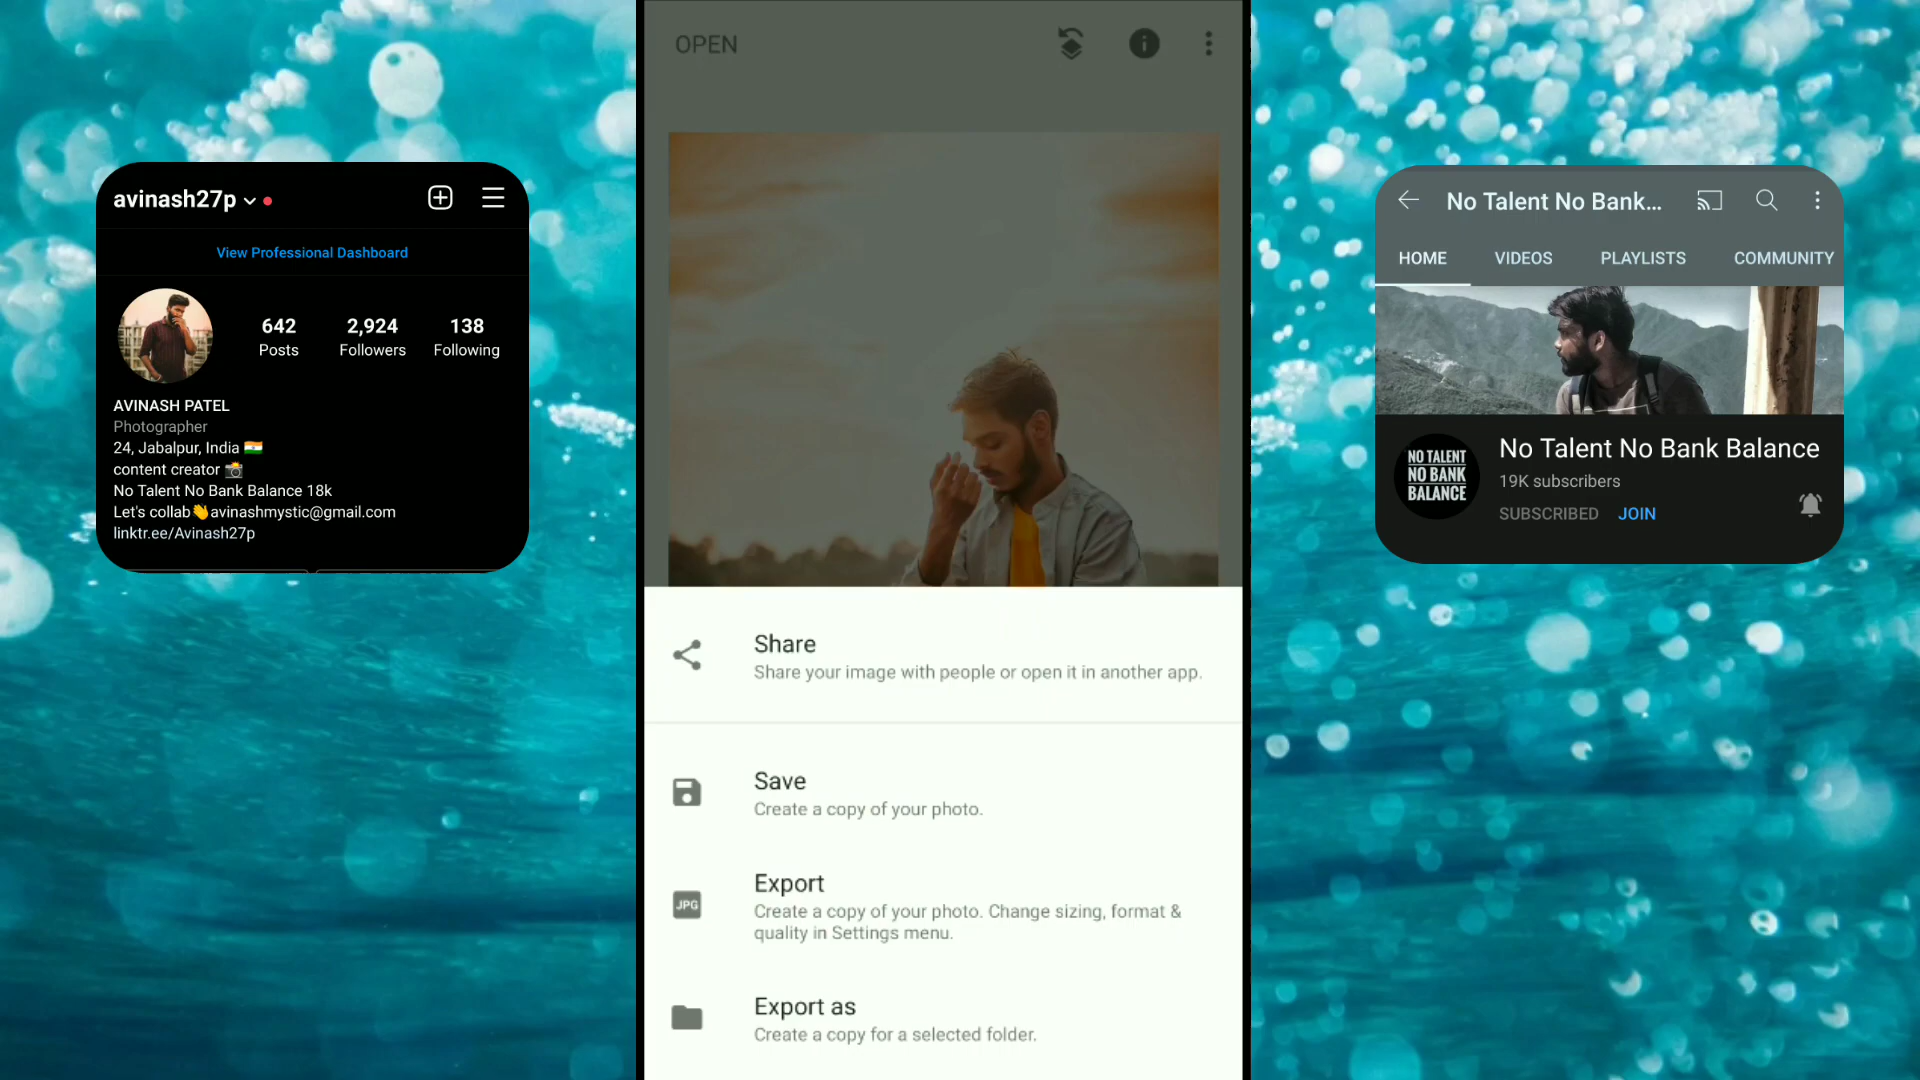 avinash27p
View Professional Dashboard
642 2,924 138
Posts Followers Following
AVINASH PATEL
Photographer
24, Jabalpur, India 🇮🇳
content creator 📸
No Talent No Bank Balance 18k
Let's collab👋avinashmystic@gmail.com
linktr.ee/Avinash27p
OPEN
Share
Share your image with people or open it in another app.
Save
Create a copy of your photo.
JPG
Export
Create a copy of your photo. Change sizing, format &
quality in Settings menu.
Export as
Create a copy for a selected folder.
No Talent No Bank...
HOME VIDEOS PLAYLISTS COMMUNITY
NO TALENT
NO BANK
BALANCE
No Talent No Bank Balance
19K subscribers
SUBSCRIBED JOIN